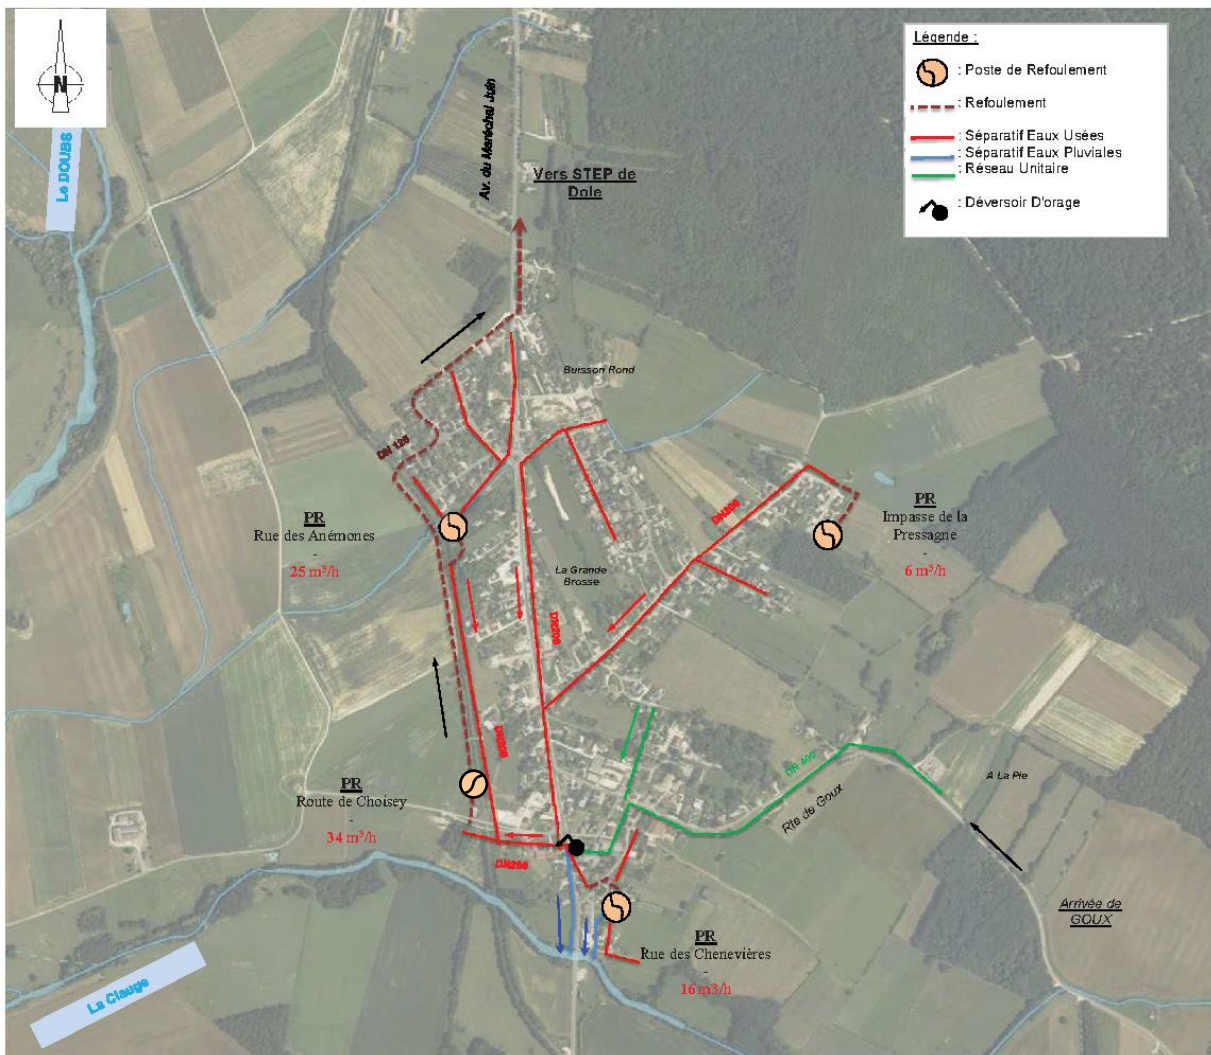 N
Le DOUBS
Av. du Maréchal Juin
Vers STEP de
Dole
Légende :
: Poste de Refoulement
: Refoulement
: Séparatif Eaux Usées
: Séparatif Eaux Pluviales
: Réseau Unitaire
: Déversoir D'orage
Buisson Rond
DN 125
PR
Rue des Anémones
-
25 m³/h
DN200
PR
Impasse de la
Pressagne
-
6 m³/h
La Grande
Brosse
DN200
DN200
PR
Route de Choisey
-
34 m³/h
DN 400
Rte de Goux
A La Pie
DN200
Arrivée de
GOUX
PR
Rue des Chenevières
-
16 m3/h
La Clauge